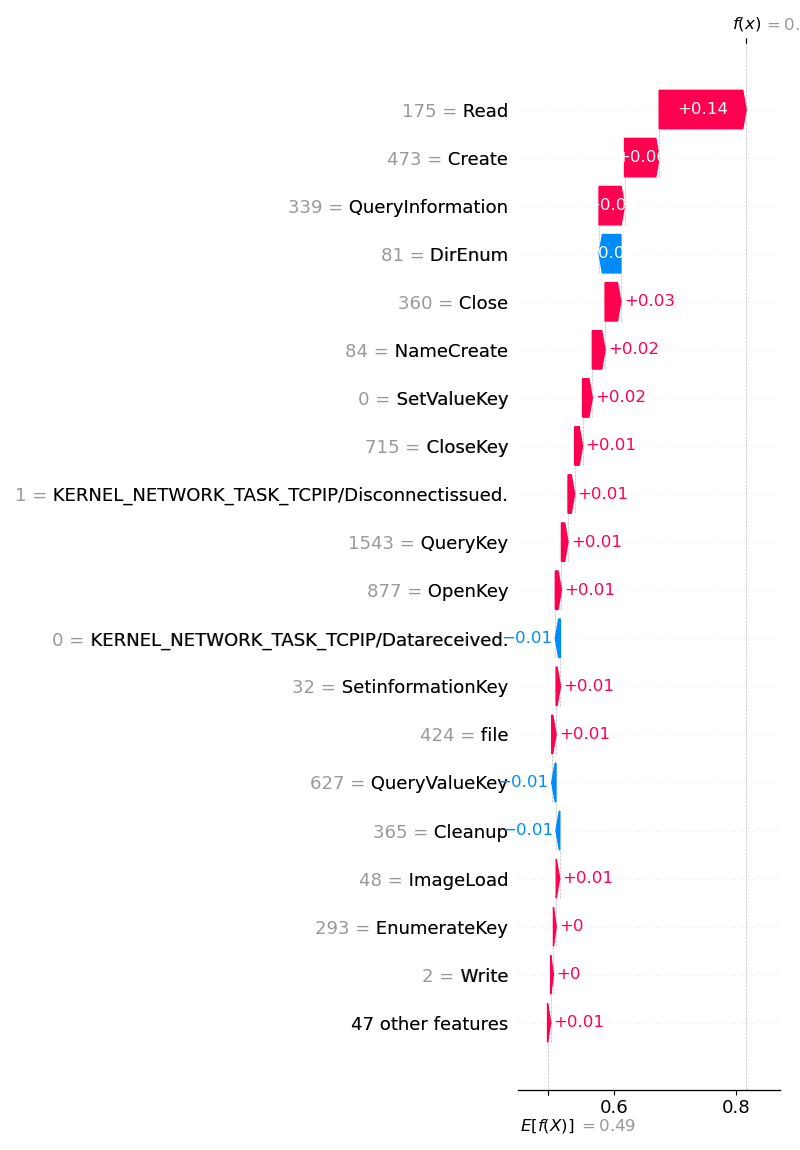 f(x) = 0.
175 = Read +0.14
473 = Create
339 = QueryInformation
81 = DirEnum
360 = Close +0.03
84 = NameCreate +0.02
0 = SetValueKey +0.02
715 = CloseKey +0.01
1 = KERNEL_NETWORK_TASK_TCPIP/Disconnectissued. +0.01
1543 = QueryKey +0.01
877 = OpenKey +0.01
0 = KERNEL_NETWORK_TASK_TCPIP/Datareceived. −0.01
32 = SetinformationKey +0.01
424 = file +0.01
627 = QueryValueKey −0.01
365 = Cleanup −0.01
48 = ImageLoad +0.01
293 = EnumerateKey +0
2 = Write +0
47 other features +0.01
0.6 0.8
E[f(X)] = 0.49